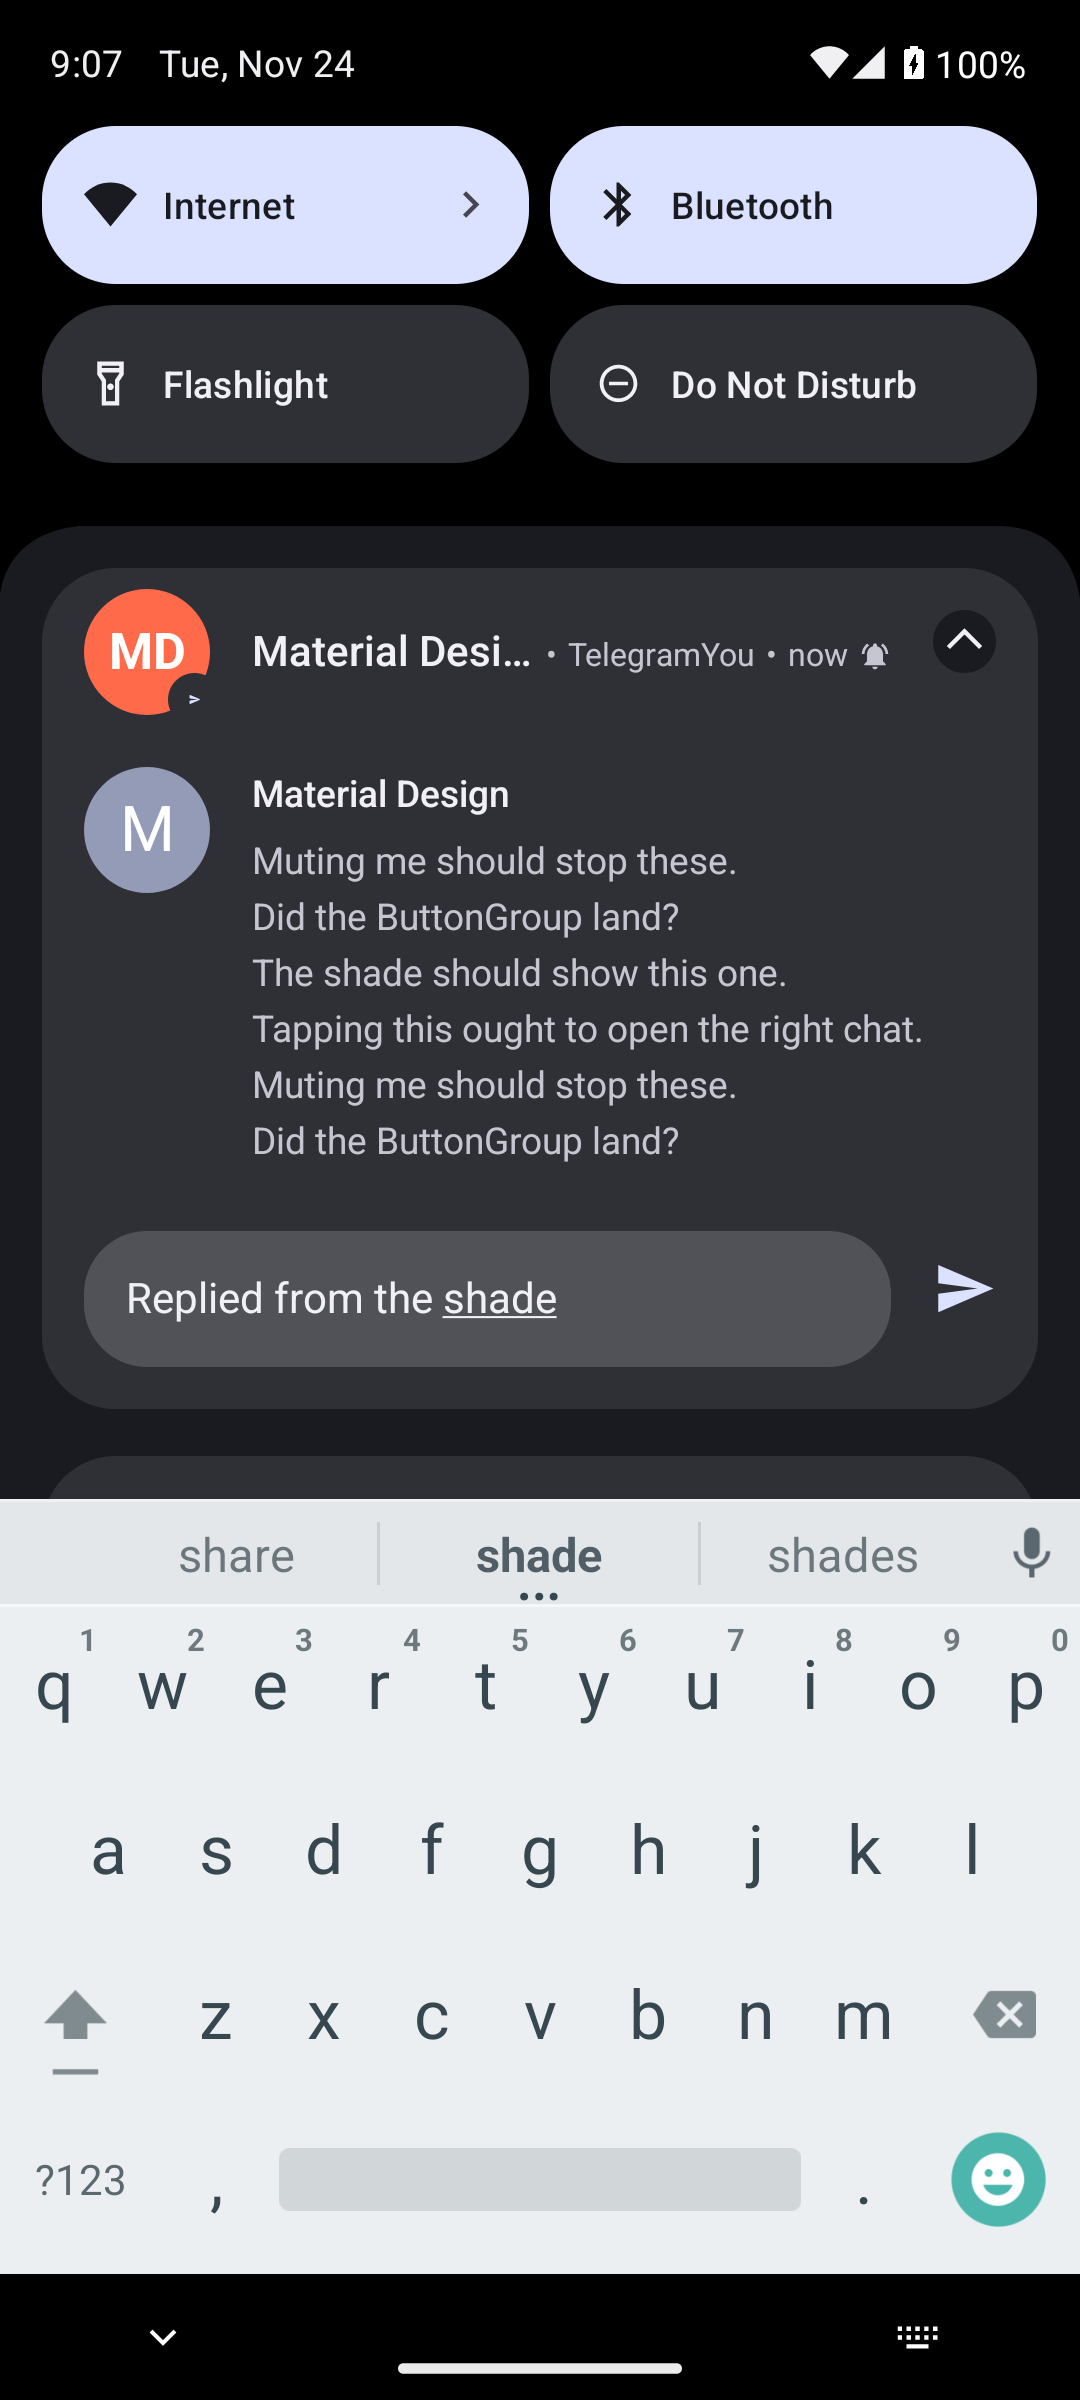 9:07 Tue, Nov 24 100%
Internet Bluetooth
Flashlight Do Not Disturb
MD Material Desi... • TelegramYou • now
Material Design
M
Muting me should stop these.
Did the ButtonGroup land?
The shade should show this one.
Tapping this ought to open the right chat.
Muting me should stop these.
Did the ButtonGroup land?
Replied from the shade
share shade shades
1 2 3 4 5 6 7 8 9 0
q w e r t y u i o p
a s d f g h j k l
z x c v b n m
?123 , .